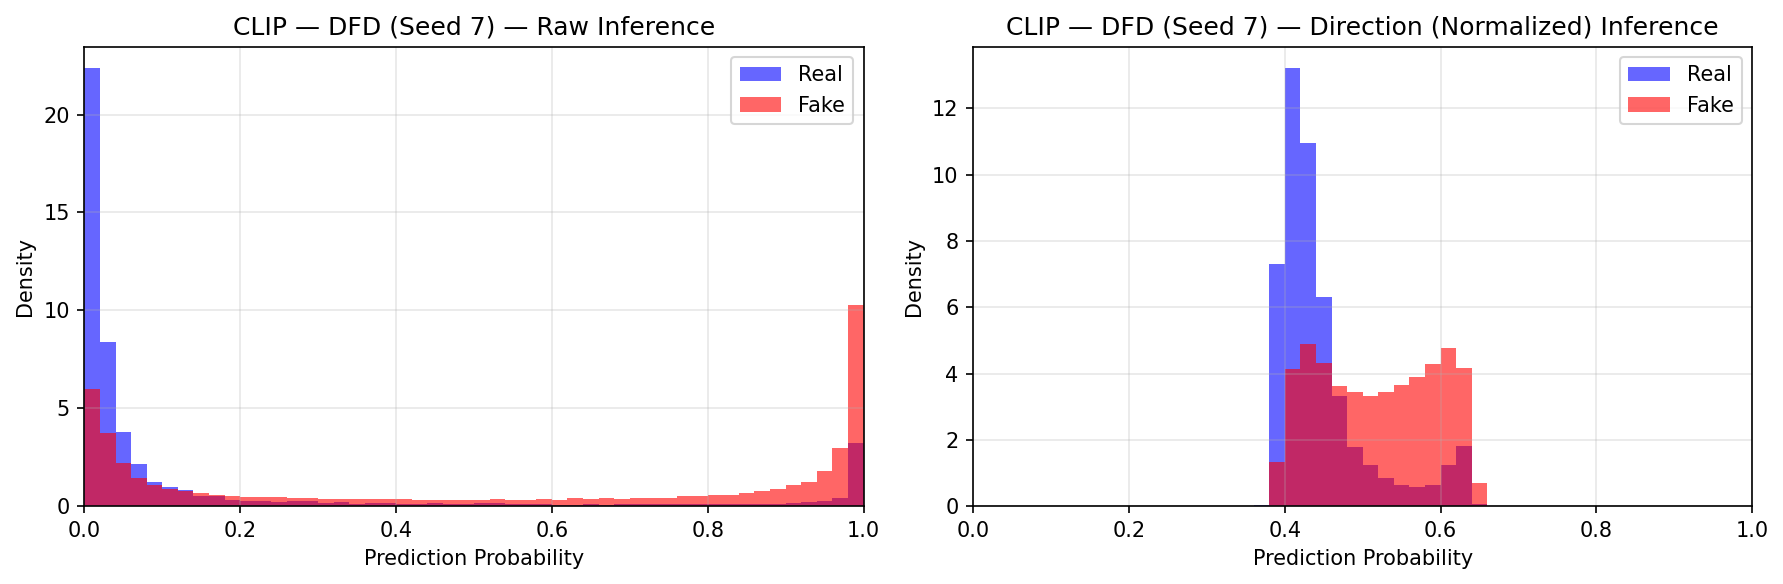 CLIP — DFD (Seed 7) — Raw Inference
Real
Fake
Density
20
15
10
5
0
0.0 0.2 0.4 0.6 0.8 1.0
Prediction Probability
CLIP — DFD (Seed 7) — Direction (Normalized) Inference
Real
Fake
Density
12
10
8
6
4
2
0
0.0 0.2 0.4 0.6 0.8 1.0
Prediction Probability